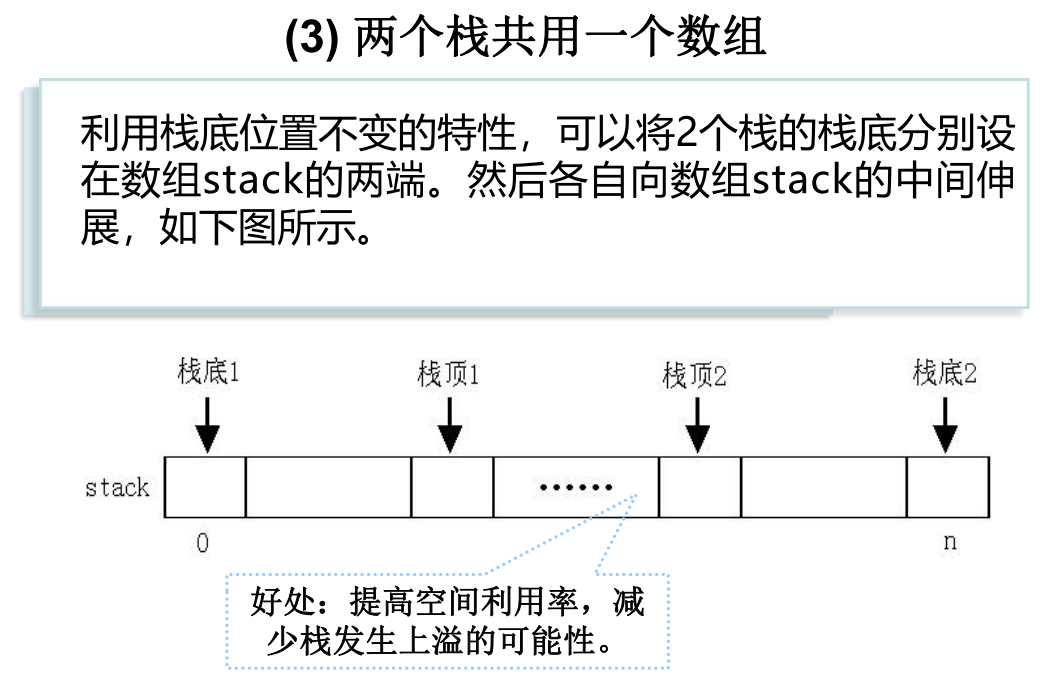 (3) 两个栈共用一个数组
利用栈底位置不变的特性，可以将2个栈的栈底分别设
在数组stack的两端。然后各自向数组stack的中间伸
展，如下图所示。
栈底1 栈顶1 栈顶2 栈底2
stack ......
0 n
好处：提高空间利用率，减
少栈发生上溢的可能性。